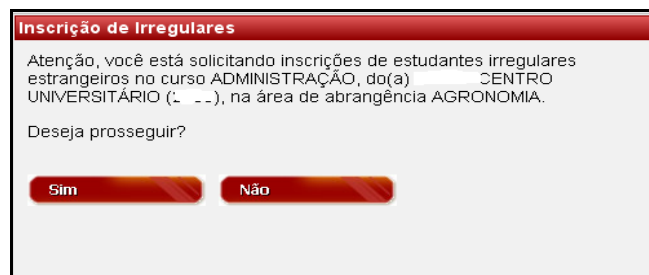 Inscrição de Irregulares
Atenção, você está solicitando inscrições de estudantes irregulares
estrangeiros no curso ADMINISTRAÇÃO, do(a) CENTRO
UNIVERSITÁRIO ( ), na área de abrangência AGRONOMIA.
Deseja prosseguir?
Sim Não